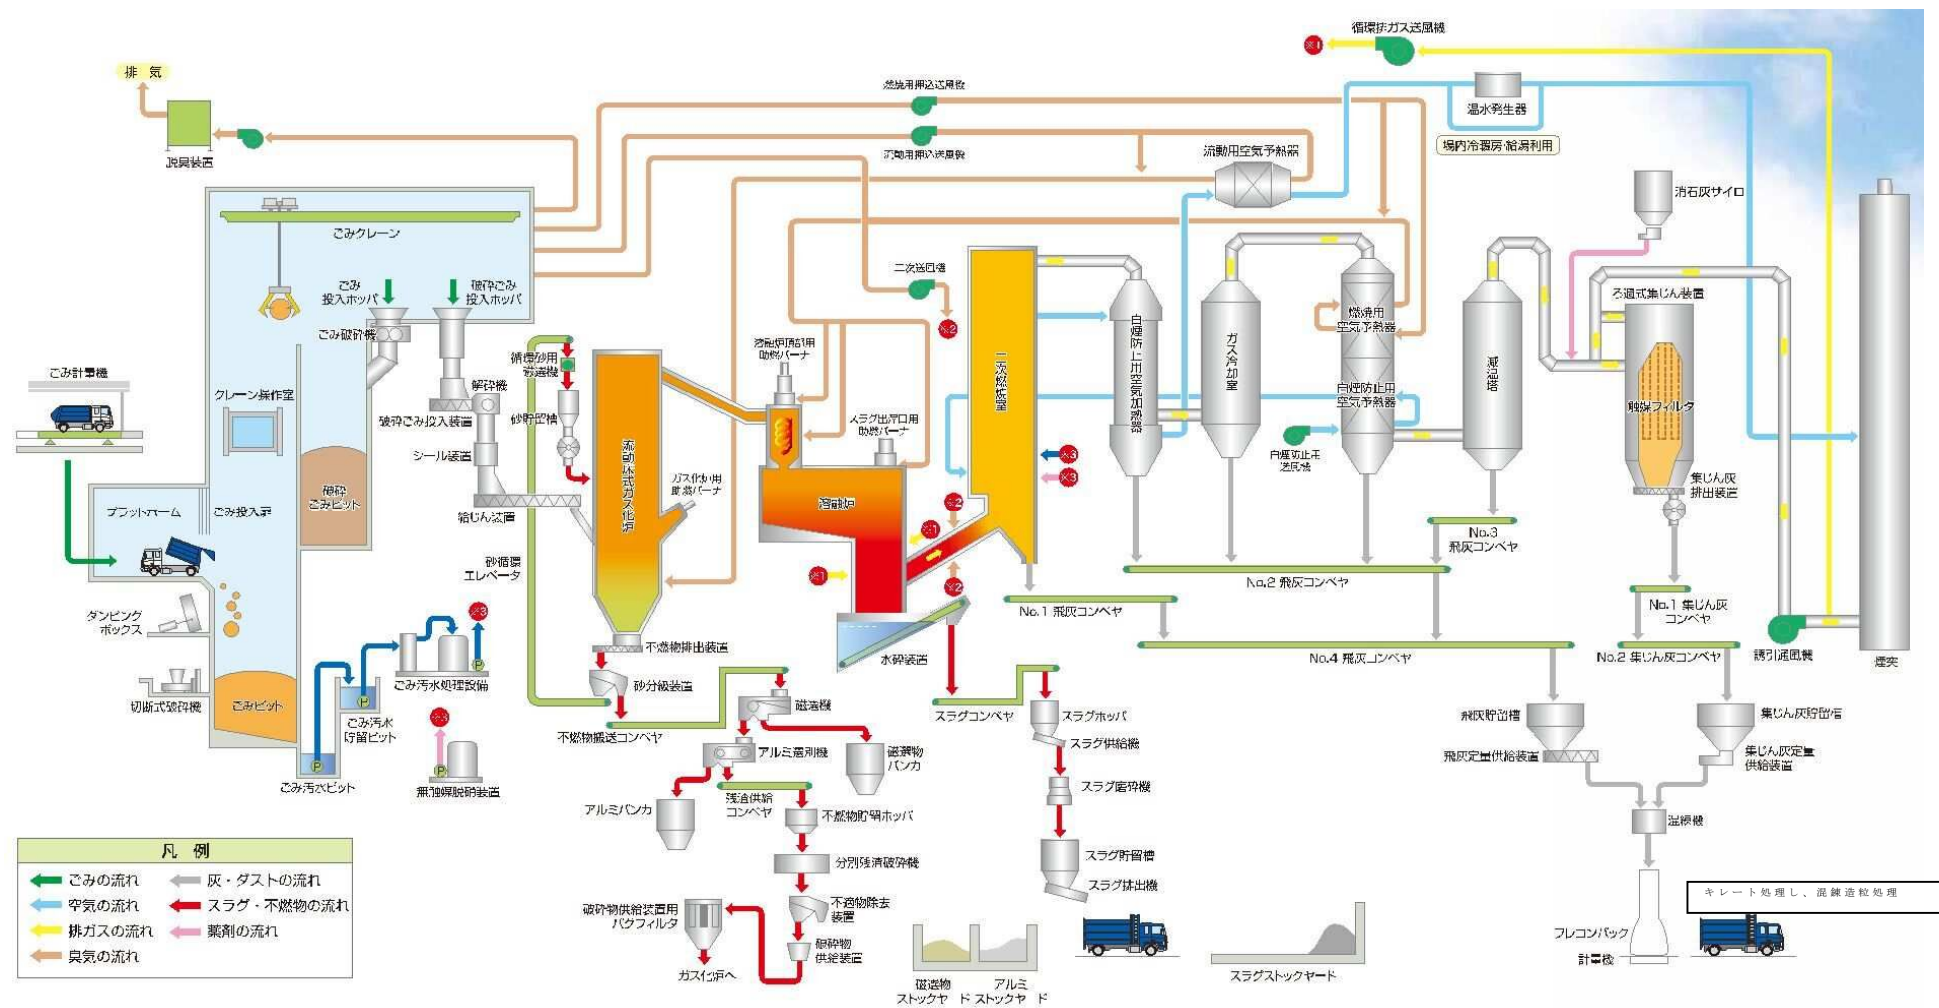 循環排ガス送風機
※1
排 気
燃焼用押込送風機
温水発生器
脱臭装置
流動用押込送風機
流動用空気予熱器
場内冷暖房・給湯利用
消石灰サイロ
ごみクレーン
二次送風機
※2
ごみ
投入ホッパ
破砕ごみ
投入ホッパ
ごみ破砕機
ろ過式集じん装置
燃焼用
空気予熱器
白煙防止用空気加熱器
ガス冷却室
減温塔
二次燃焼室
溶融炉頂部用
助燃バーナ
循環砂用
磁選機
ごみ計量機
クレーン操作室
解砕機
破砕ごみ投入装置
砂貯留槽
スラグ出滓口用
助燃バーナ
白煙防止用
空気予熱器
触媒フィルタ
シール装置
流動床式ガス化炉
ガス化炉用
助燃バーナ
白煙防止用
送風機
※3
※3
集じん灰
排出装置
破砕
ごみピット
プラットホーム
ごみ投入扉
給じん装置
溶融炉
※2
※1
No.3
飛灰コンベヤ
砂循環
エレベータ
※1
※2
No.2 飛灰コンベヤ
No.1 飛灰コンベヤ
No.1 集じん灰
コンベヤ
ダンピング
ボックス
※3
不燃物排出装置
水砕装置
No.4 飛灰コンベヤ
No.2 集じん灰コンベヤ
誘引通風機
煙突
P
ごみ汚水処理設備
砂分級装置
切断式破砕機
ごみピット
P
ごみ汚水
貯留ピット
※3
不燃物搬送コンベヤ
磁選機
スラグコンベヤ
スラグホッパ
飛灰貯留槽
集じん灰貯留槽
スラグ供給機
アルミ選別機
磁選物
バンカ
飛灰定量供給装置
集じん灰定量
供給装置
P
P
ごみ汚水ピット
無触媒脱硝装置
スラグ磨砕機
アルミバンカ
残渣供給
コンベヤ
不燃物貯留ホッパ
混練機
凡 例
分別残渣破砕機
スラグ貯留槽
ごみの流れ
灰・ダストの流れ
スラグ排出機
キレート処理し、混錬造粒処理
空気の流れ
スラグ・不燃物の流れ
破砕物供給装置用
バグフィルタ
不適物除去
装置
排ガスの流れ
薬剤の流れ
フレコンバック
臭気の流れ
破砕物
供給装置
計量機
ガス化炉へ
スラグストックヤード
磁選物
ストックヤード
アルミ
ストックヤード